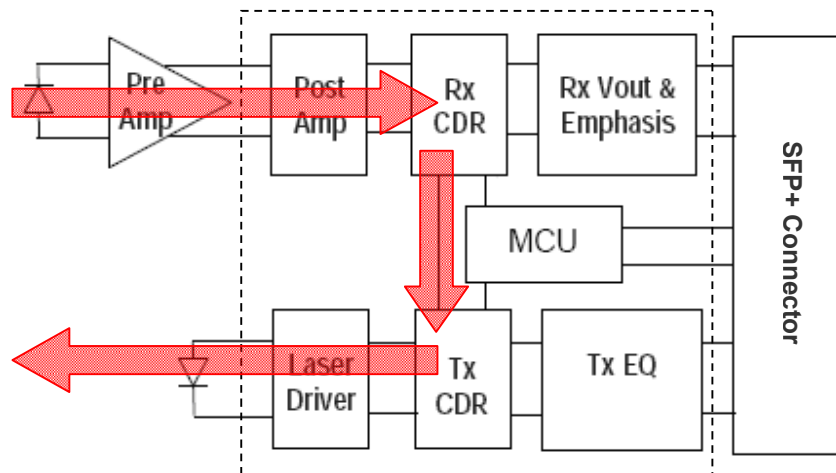 Pre
Amp
Post
Amp
Rx
CDR
Rx Vout &
Emphasis
SFP+ Connector
MCU
Laser
Driver
Tx
CDR
Tx EQ